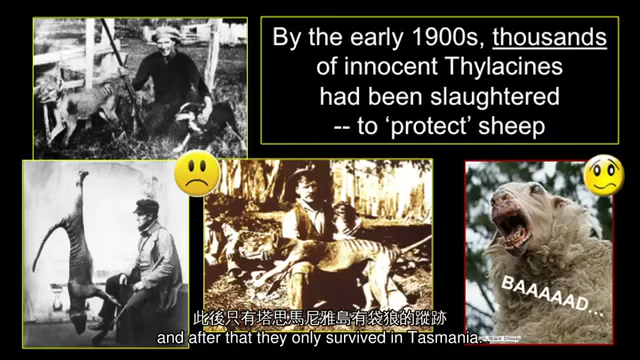 By the early 1900s, thousands
of innocent Thylacines
had been slaughtered
-- to ‘protect’ sheep
BAAAAAD...
此後只有塔思馬尼雅島有袋狼的蹤跡
and after that they only survived in Tasmania.